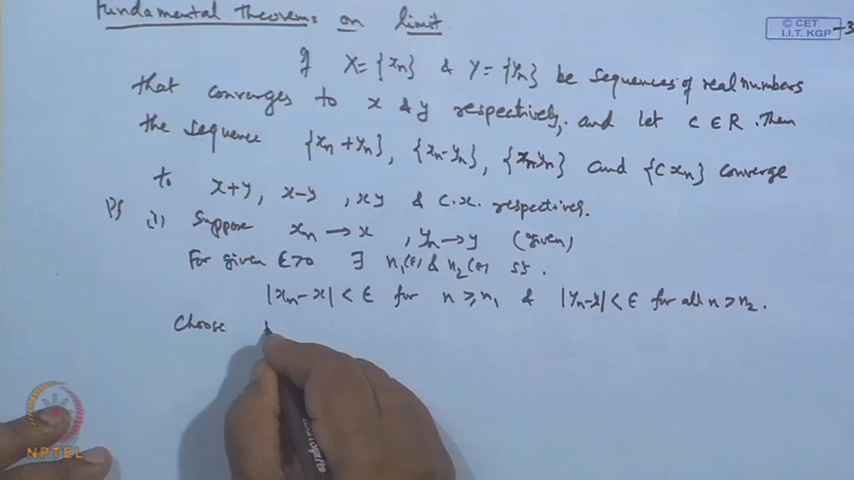 Fundamental Theorems on limit
© CET
I.I.T. KGP
If X = {xn} & Y = {yn} be sequences of real numbers
that converges to x & y respectively, and let c ∈ R. Then
the sequence {xn + yn}, {xn - yn}, {xn yn} and {c xn} converge
to x+y, x-y, xy & c.x. respectives.
Pf (i) Suppose xn → x, yn → y (given)
For given ε>0 ∃ n1(ε) & n2(ε) st.
|xn - x| < ε for n ≥ n1 & |yn - y| < ε for all n ≥ n2.
Choose
NPTEL